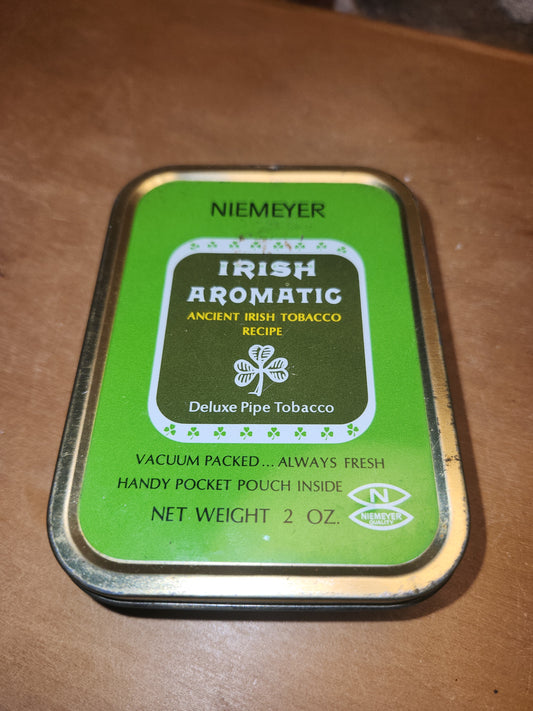 NIEMEYER
IRISH
AROMATIC
ANCIENT IRISH TOBACCO
RECIPE
Deluxe Pipe Tobacco
VACUUM PACKED... ALWAYS FRESH
HANDY POCKET POUCH INSIDE
NET WEIGHT 2 OZ.
N
NIEMEYER
QUALITY